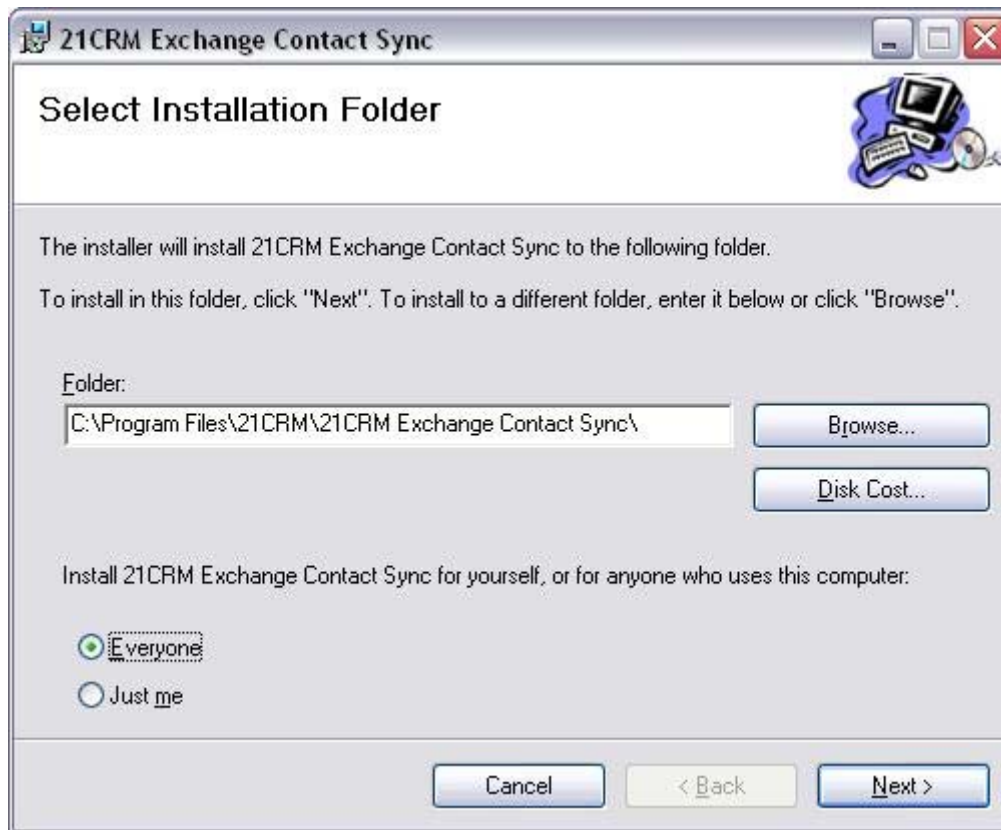 21CRM Exchange Contact Sync
Select Installation Folder
The installer will install 21CRM Exchange Contact Sync to the following folder.
To install in this folder, click "Next". To install to a different folder, enter it below or click "Browse".
Folder:
C:\Program Files\21CRM\21CRM Exchange Contact Sync\
Browse...
Disk Cost...
Install 21CRM Exchange Contact Sync for yourself, or for anyone who uses this computer:
Everyone
Just me
Cancel
< Back
Next >